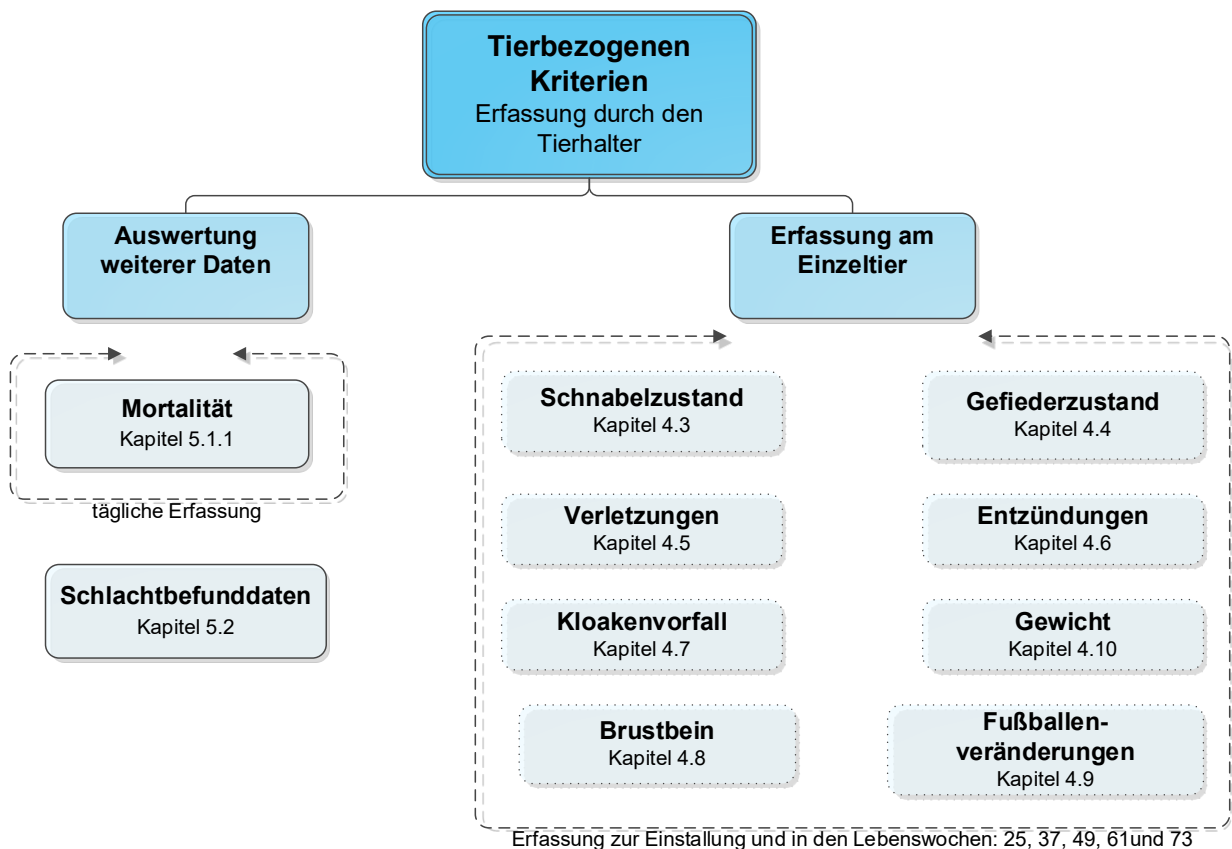 Tierbezogenen
Kriterien
Erfassung durch den
Tierhalter
Auswertung
weiterer Daten
Erfassung am
Einzeltier
Mortalität
Kapitel 5.1.1
tägliche Erfassung
Schlachtbefunddaten
Kapitel 5.2
Schnabelzustand
Kapitel 4.3
Gefiederzustand
Kapitel 4.4
Verletzungen
Kapitel 4.5
Entzündungen
Kapitel 4.6
Kloakenvorfall
Kapitel 4.7
Gewicht
Kapitel 4.10
Brustbein
Kapitel 4.8
Fußballen-
veränderungen
Kapitel 4.9
Erfassung zur Einstallung und in den Lebenswochen: 25, 37, 49, 61und 73